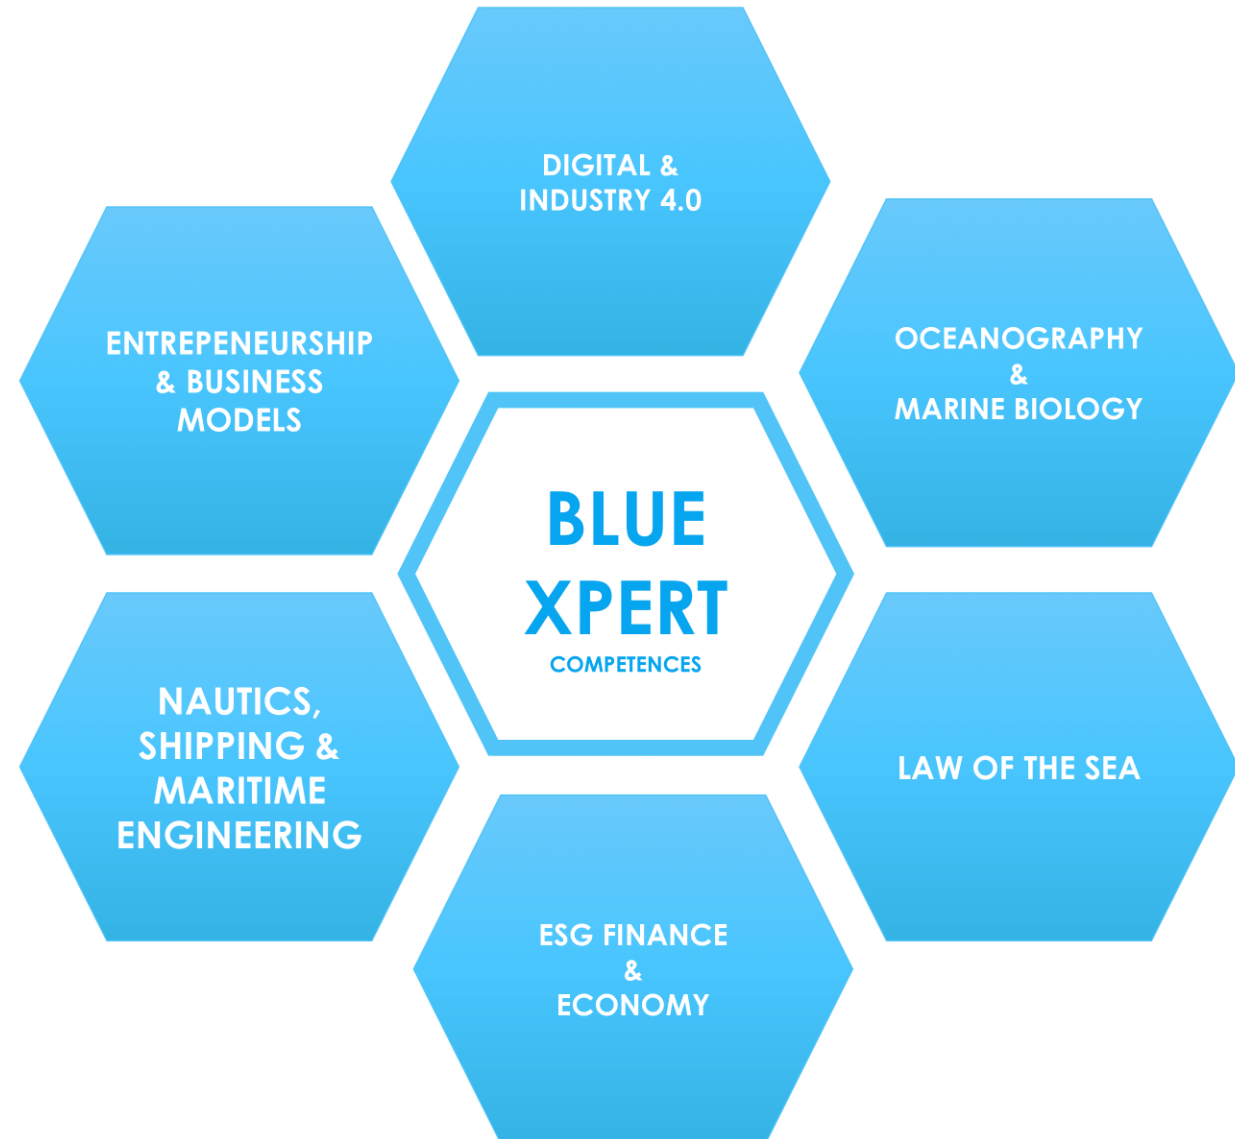 DIGITAL &
INDUSTRY 4.0
ENTREPENEURSHIP
& BUSINESS
MODELS
OCEANOGRAPHY
&
MARINE BIOLOGY
BLUE
XPERT
COMPETENCES
NAUTICS,
SHIPPING &
MARITIME
ENGINEERING
LAW OF THE SEA
ESG FINANCE
&
ECONOMY